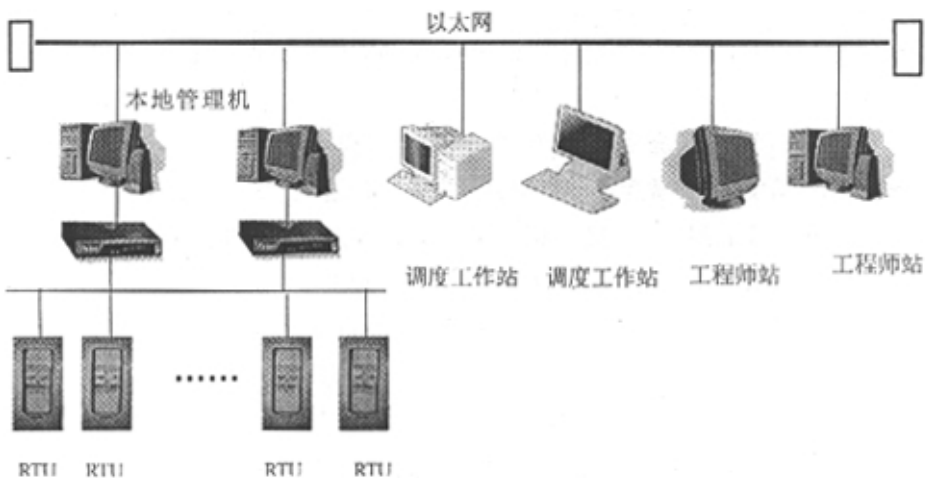 以太网
本地管理机
调度工作站
调度工作站
工程师站
工程师站
······
RTU
RTU
RTU
RTU